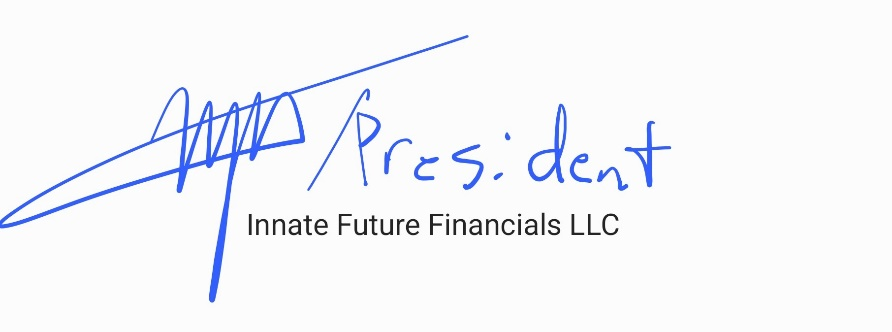 /President
Innate Future Financials LLC